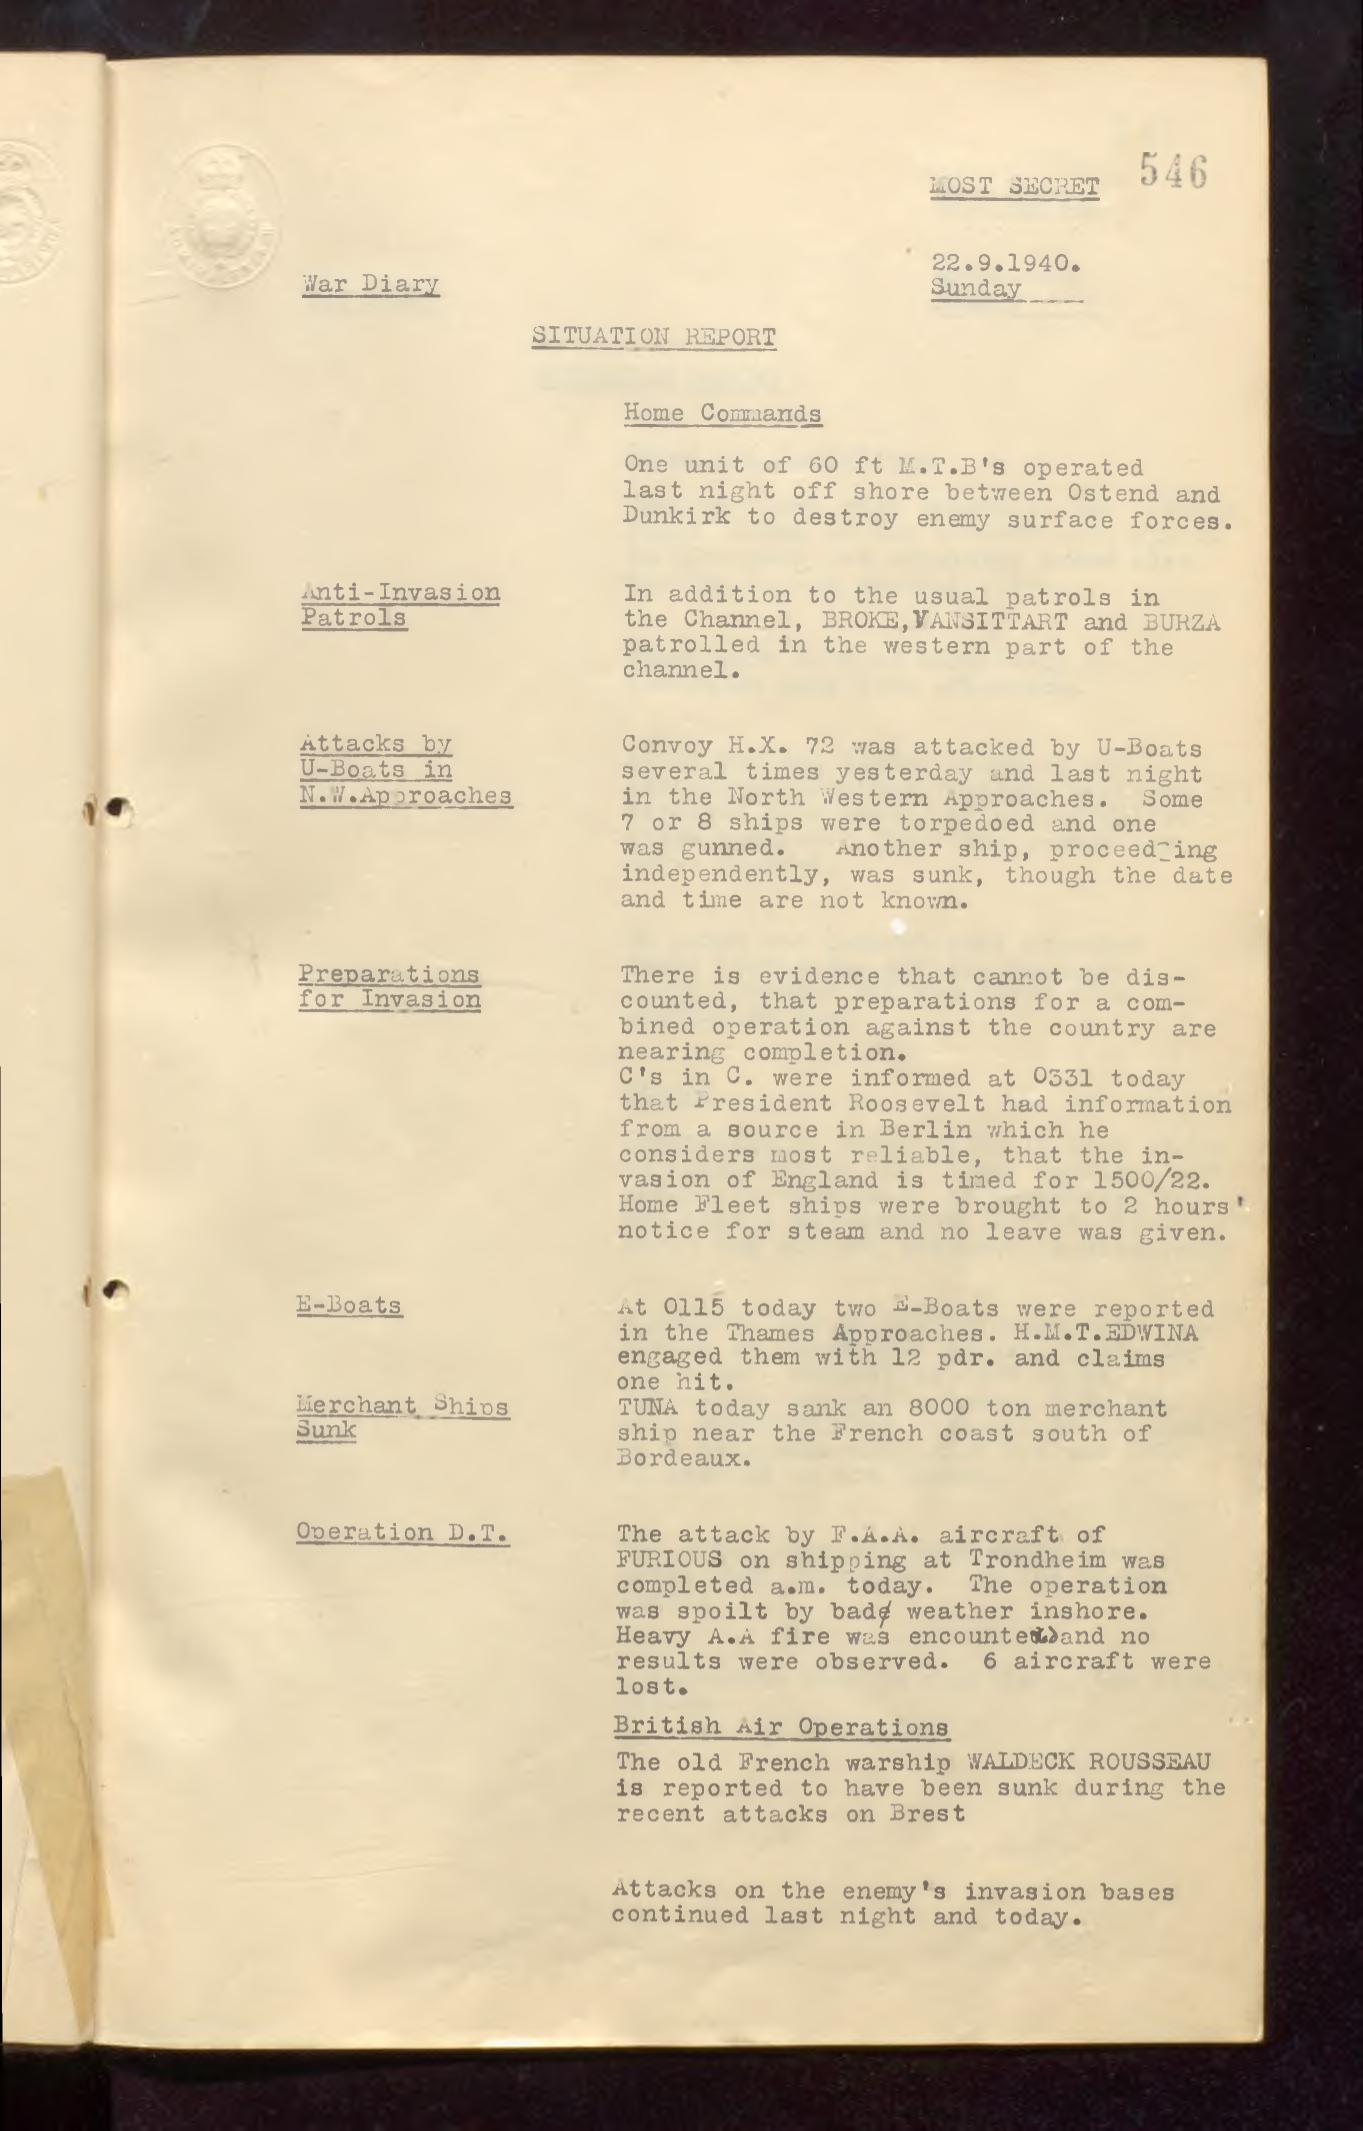 MOST SECRET 546
22.9.1940.
War Diary Sunday
SITUATION REPORT
Home Commands
One unit of 60 ft M.T.B's operated
last night off shore between Ostend and
Dunkirk to destroy enemy surface forces.
Anti-Invasion
Patrols
In addition to the usual patrols in
the Channel, BROKE, VANSITTART and BURZA
patrolled in the western part of the
channel.
Attacks by
U-Boats in
N.W.Approaches
Convoy H.X. 72 was attacked by U-Boats
several times yesterday and last night
in the North Western Approaches. Some
7 or 8 ships were torpedoed and one
was gunned. Another ship, proceed-ing
independently, was sunk, though the date
and time are not known.
Preparations
for Invasion
There is evidence that cannot be dis-
counted, that preparations for a com-
bined operation against the country are
nearing completion.
C's in C. were informed at 0331 today
that President Roosevelt had information
from a source in Berlin which he
considers most reliable, that the in-
vasion of England is timed for 1500/22.
Home Fleet ships were brought to 2 hours'
notice for steam and no leave was given.
E-Boats
At 0115 today two E-Boats were reported
in the Thames Approaches. H.M.T.EDWINA
engaged them with 12 pdr. and claims
one hit.
Merchant Ships
Sunk
TUNA today sank an 8000 ton merchant
ship near the French coast south of
Bordeaux.
Operation D.T.
The attack by F.A.A. aircraft of
FURIOUS on shipping at Trondheim was
completed a.m. today. The operation
was spoilt by bad weather inshore.
Heavy A.A fire was encounted and no
results were observed. 6 aircraft were
lost.
British Air Operations
The old French warship WALDECK ROUSSEAU
is reported to have been sunk during the
recent attacks on Brest
Attacks on the enemy's invasion bases
continued last night and today.